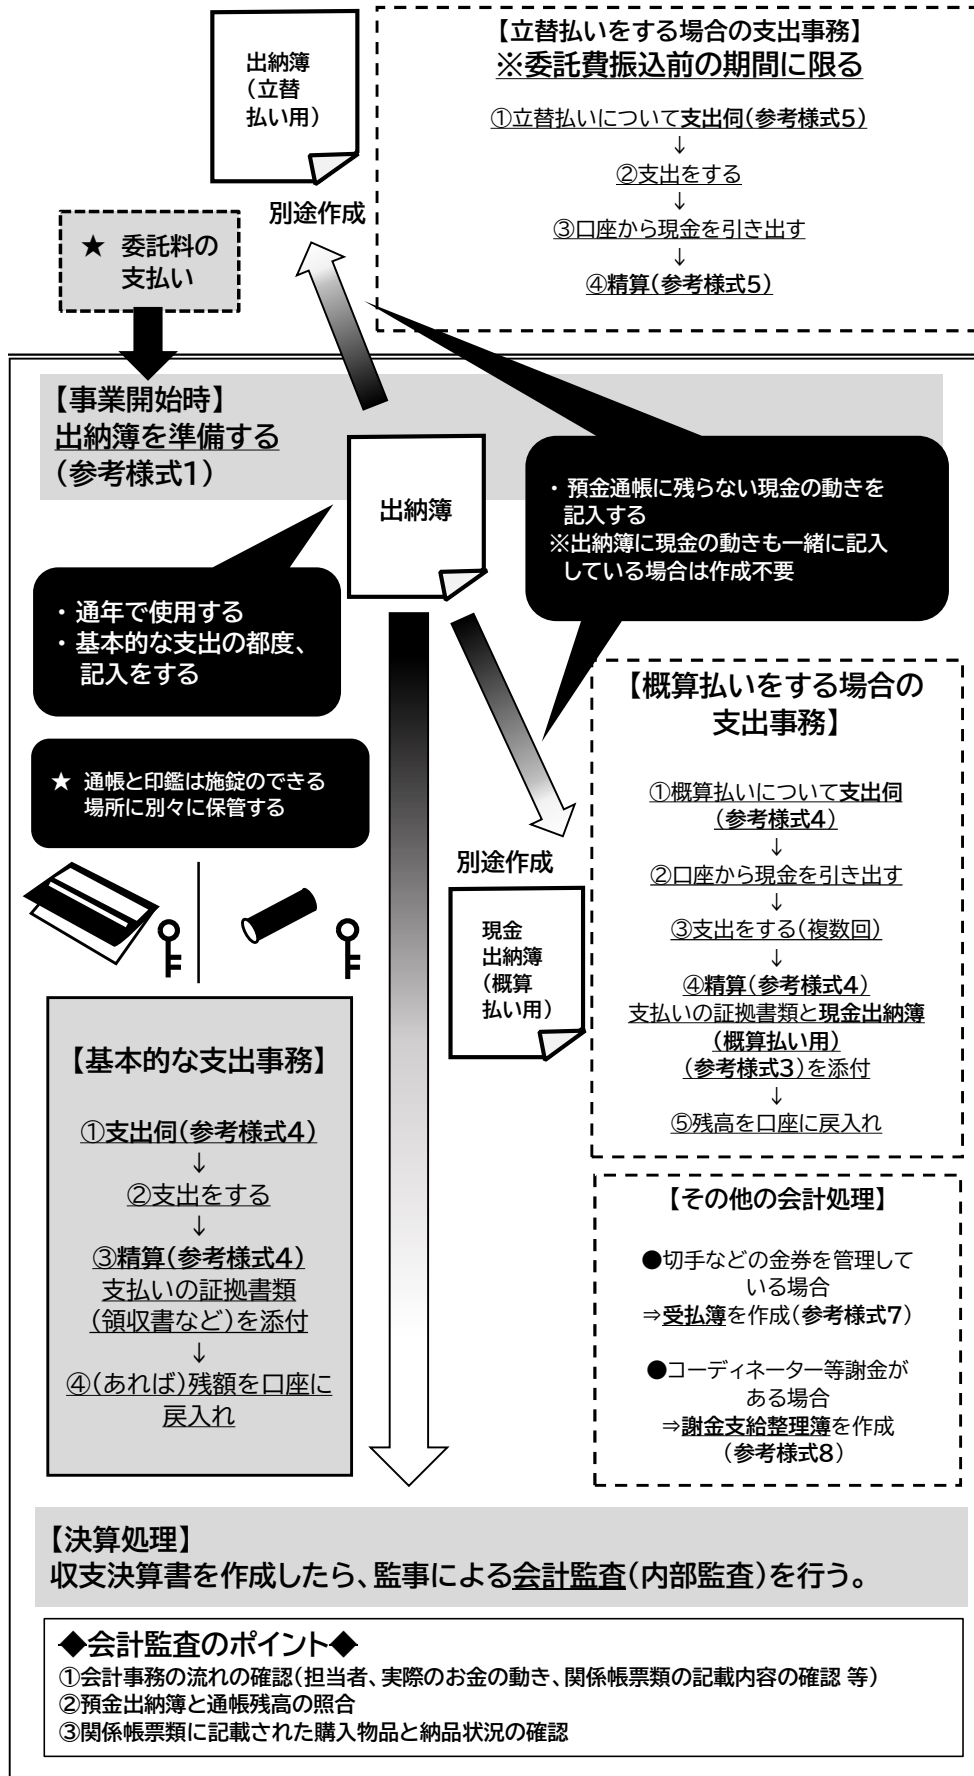 出納簿
(立替
払い用)
別途作成
【立替払いをする場合の支出事務】
※委託費振込前の期間に限る
①立替払いについて支出伺(参考様式5)
↓
②支出をする
↓
③口座から現金を引き出す
↓
④精算(参考様式5)
★ 委託料の
支払い
【事業開始時】
出納簿を準備する
(参考様式1)
出納簿
・ 預金通帳に残らない現金の動きを
記入する
※出納簿に現金の動きも一緒に記入
している場合は作成不要
・ 通年で使用する
・ 基本的な支出の都度、
記入をする
★ 通帳と印鑑は施錠のできる
場所に別々に保管する
別途作成
現金
出納簿
(概算
払い用)
【概算払いをする場合の
支出事務】
①概算払いについて支出伺
(参考様式4)
↓
②口座から現金を引き出す
↓
③支出をする(複数回)
↓
④精算(参考様式4)
支払いの証拠書類と現金出納簿
(概算払い用)
(参考様式3)を添付
↓
⑤残高を口座に戻入れ
【基本的な支出事務】
①支出伺(参考様式4)
↓
②支出をする
↓
③精算(参考様式4)
支払いの証拠書類
(領収書など)を添付
↓
④(あれば)残額を口座に
戻入れ
【その他の会計処理】
●切手などの金券を管理して
いる場合
⇒受払簿を作成(参考様式7)
●コーディネーター等謝金が
ある場合
⇒謝金支給整理簿を作成
(参考様式8)
【決算処理】
収支決算書を作成したら、監事による会計監査(内部監査)を行う。
◆会計監査のポイント◆
①会計事務の流れの確認(担当者、実際のお金の動き、関係帳票類の記載内容の確認 等)
②預金出納簿と通帳残高の照合
③関係帳票類に記載された購入物品と納品状況の確認